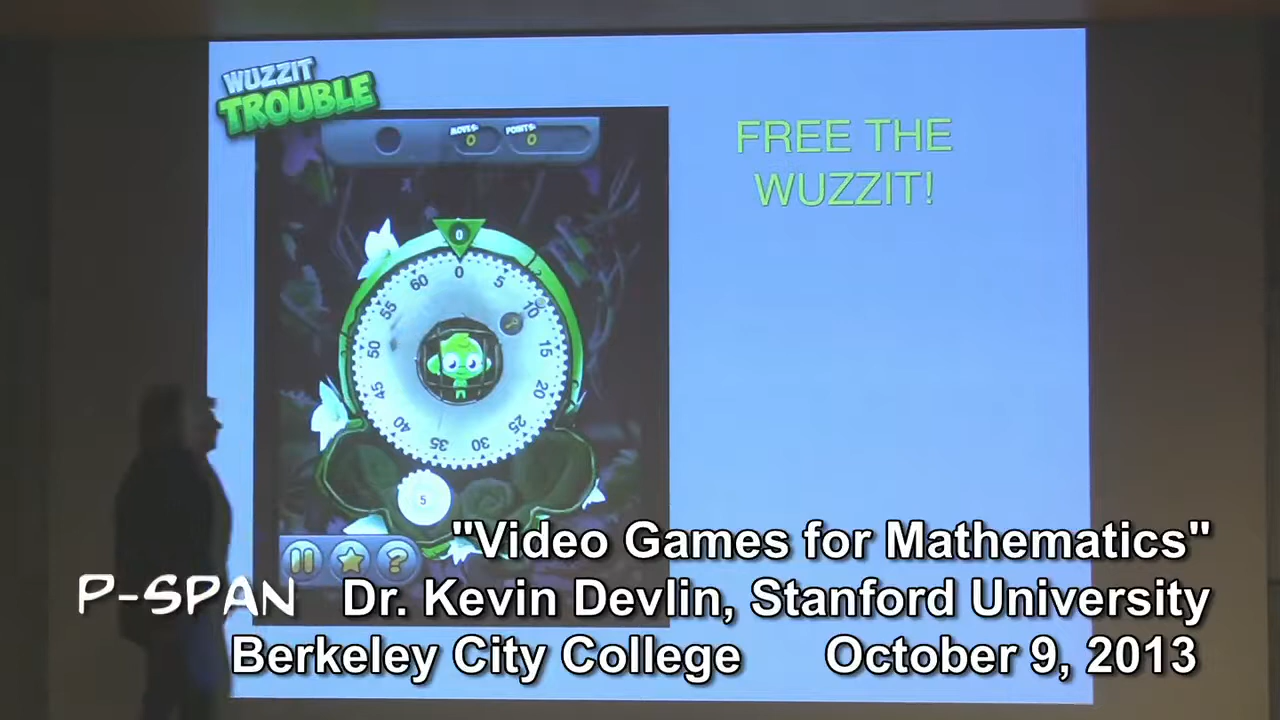 WUZZIT
TROUBLE
MOVES:
0
POINTS:
0
FREE THE
WUZZIT!
0
0
5
10
15
20
25
30
35
40
45
50
55
60
5
?
"Video Games for Mathematics"
P-SPAN
Dr. Kevin Devlin, Stanford University
Berkeley City College
October 9, 2013